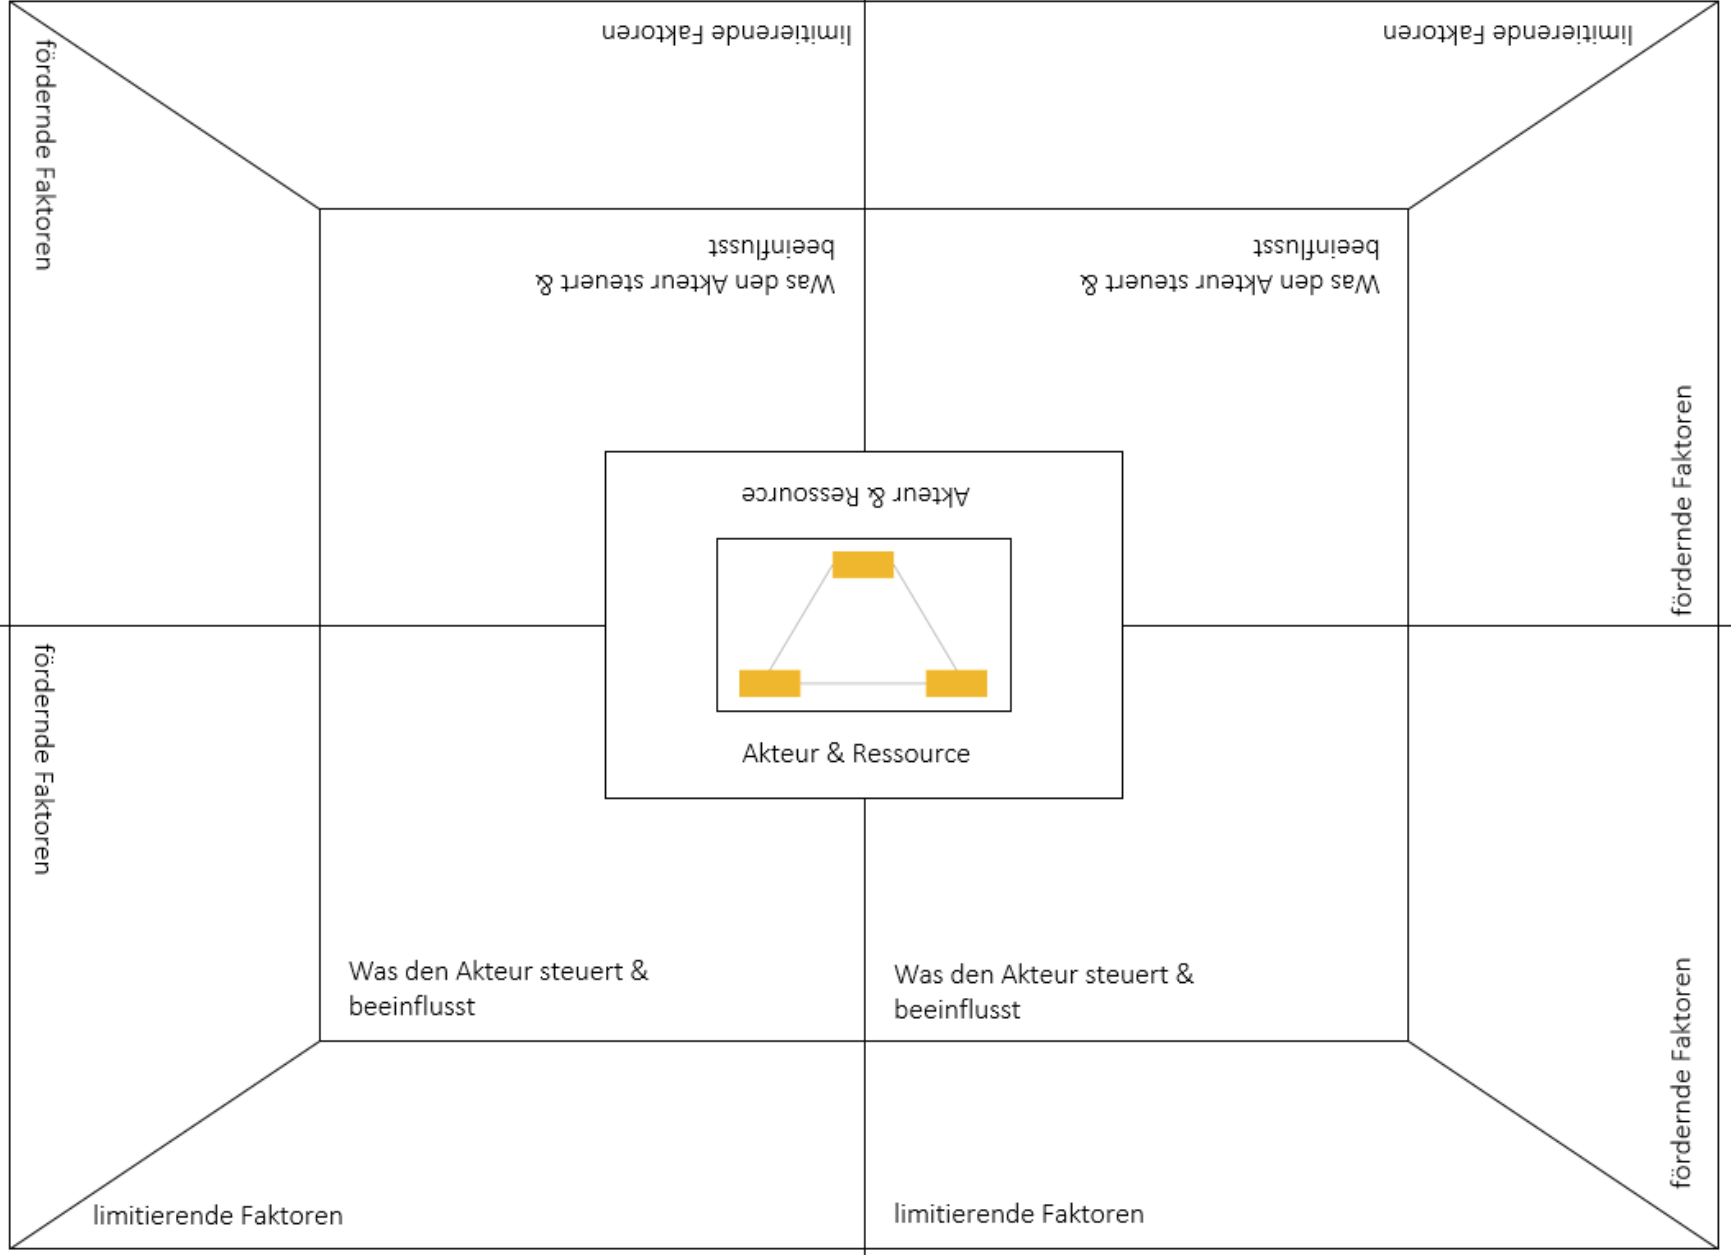 limitierende Faktoren
limitierende Faktoren
fördernde Faktoren
Was den Akteur steuert &
beeinflusst
Was den Akteur steuert &
beeinflusst
fördernde Faktoren
Akteur & Ressource
Akteur & Ressource
fördernde Faktoren
Was den Akteur steuert &
beeinflusst
Was den Akteur steuert &
beeinflusst
fördernde Faktoren
limitierende Faktoren
limitierende Faktoren